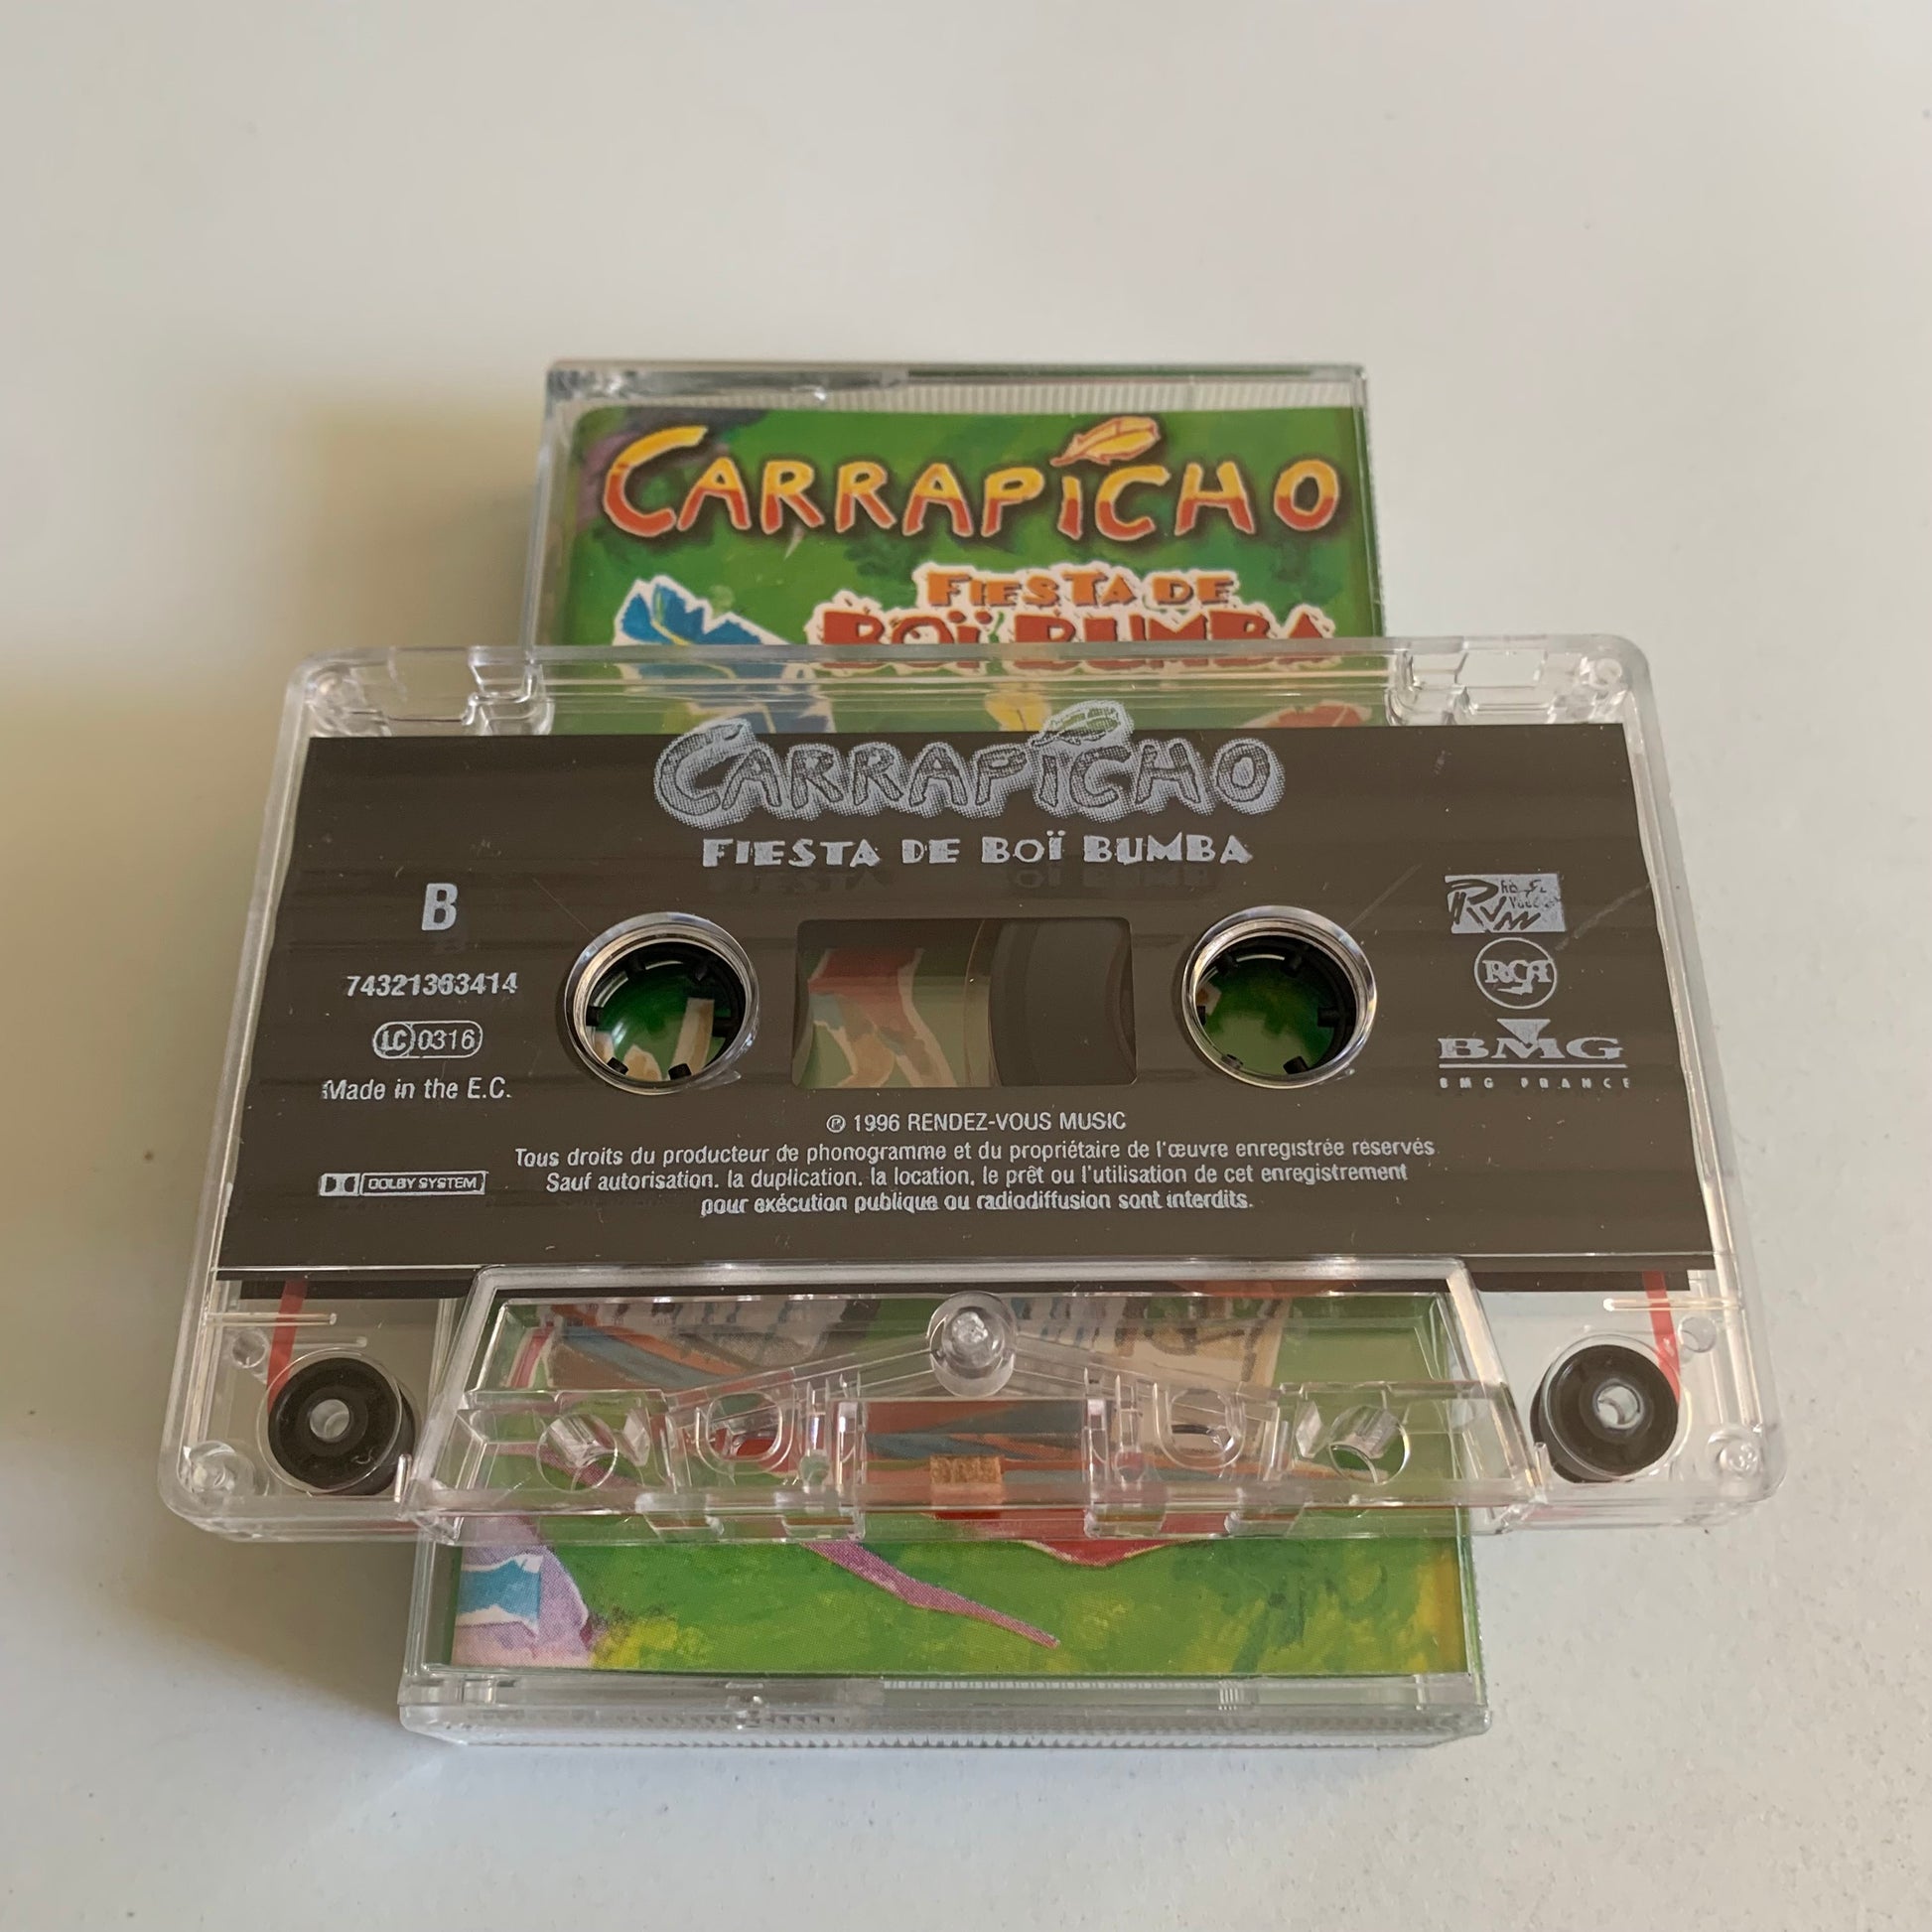 CARRAPICHO
FIESTA DE
BOÏ BUMBA
CARRAPICHO
FIESTA DE BOÏ BUMBA
B
74321363414
LC 0316
Made in the E.C.
DOLBY SYSTEM
RCA
BMG
BMG FRANCE
℗ 1996 RENDEZ-VOUS MUSIC
Tous droits du producteur de phonogramme et du propriétaire de l'œuvre enregistrée réservés
Sauf autorisation, la duplication, la location, le prêt ou l'utilisation de cet enregistrement
pour exécution publique ou radiodiffusion sont interdits.